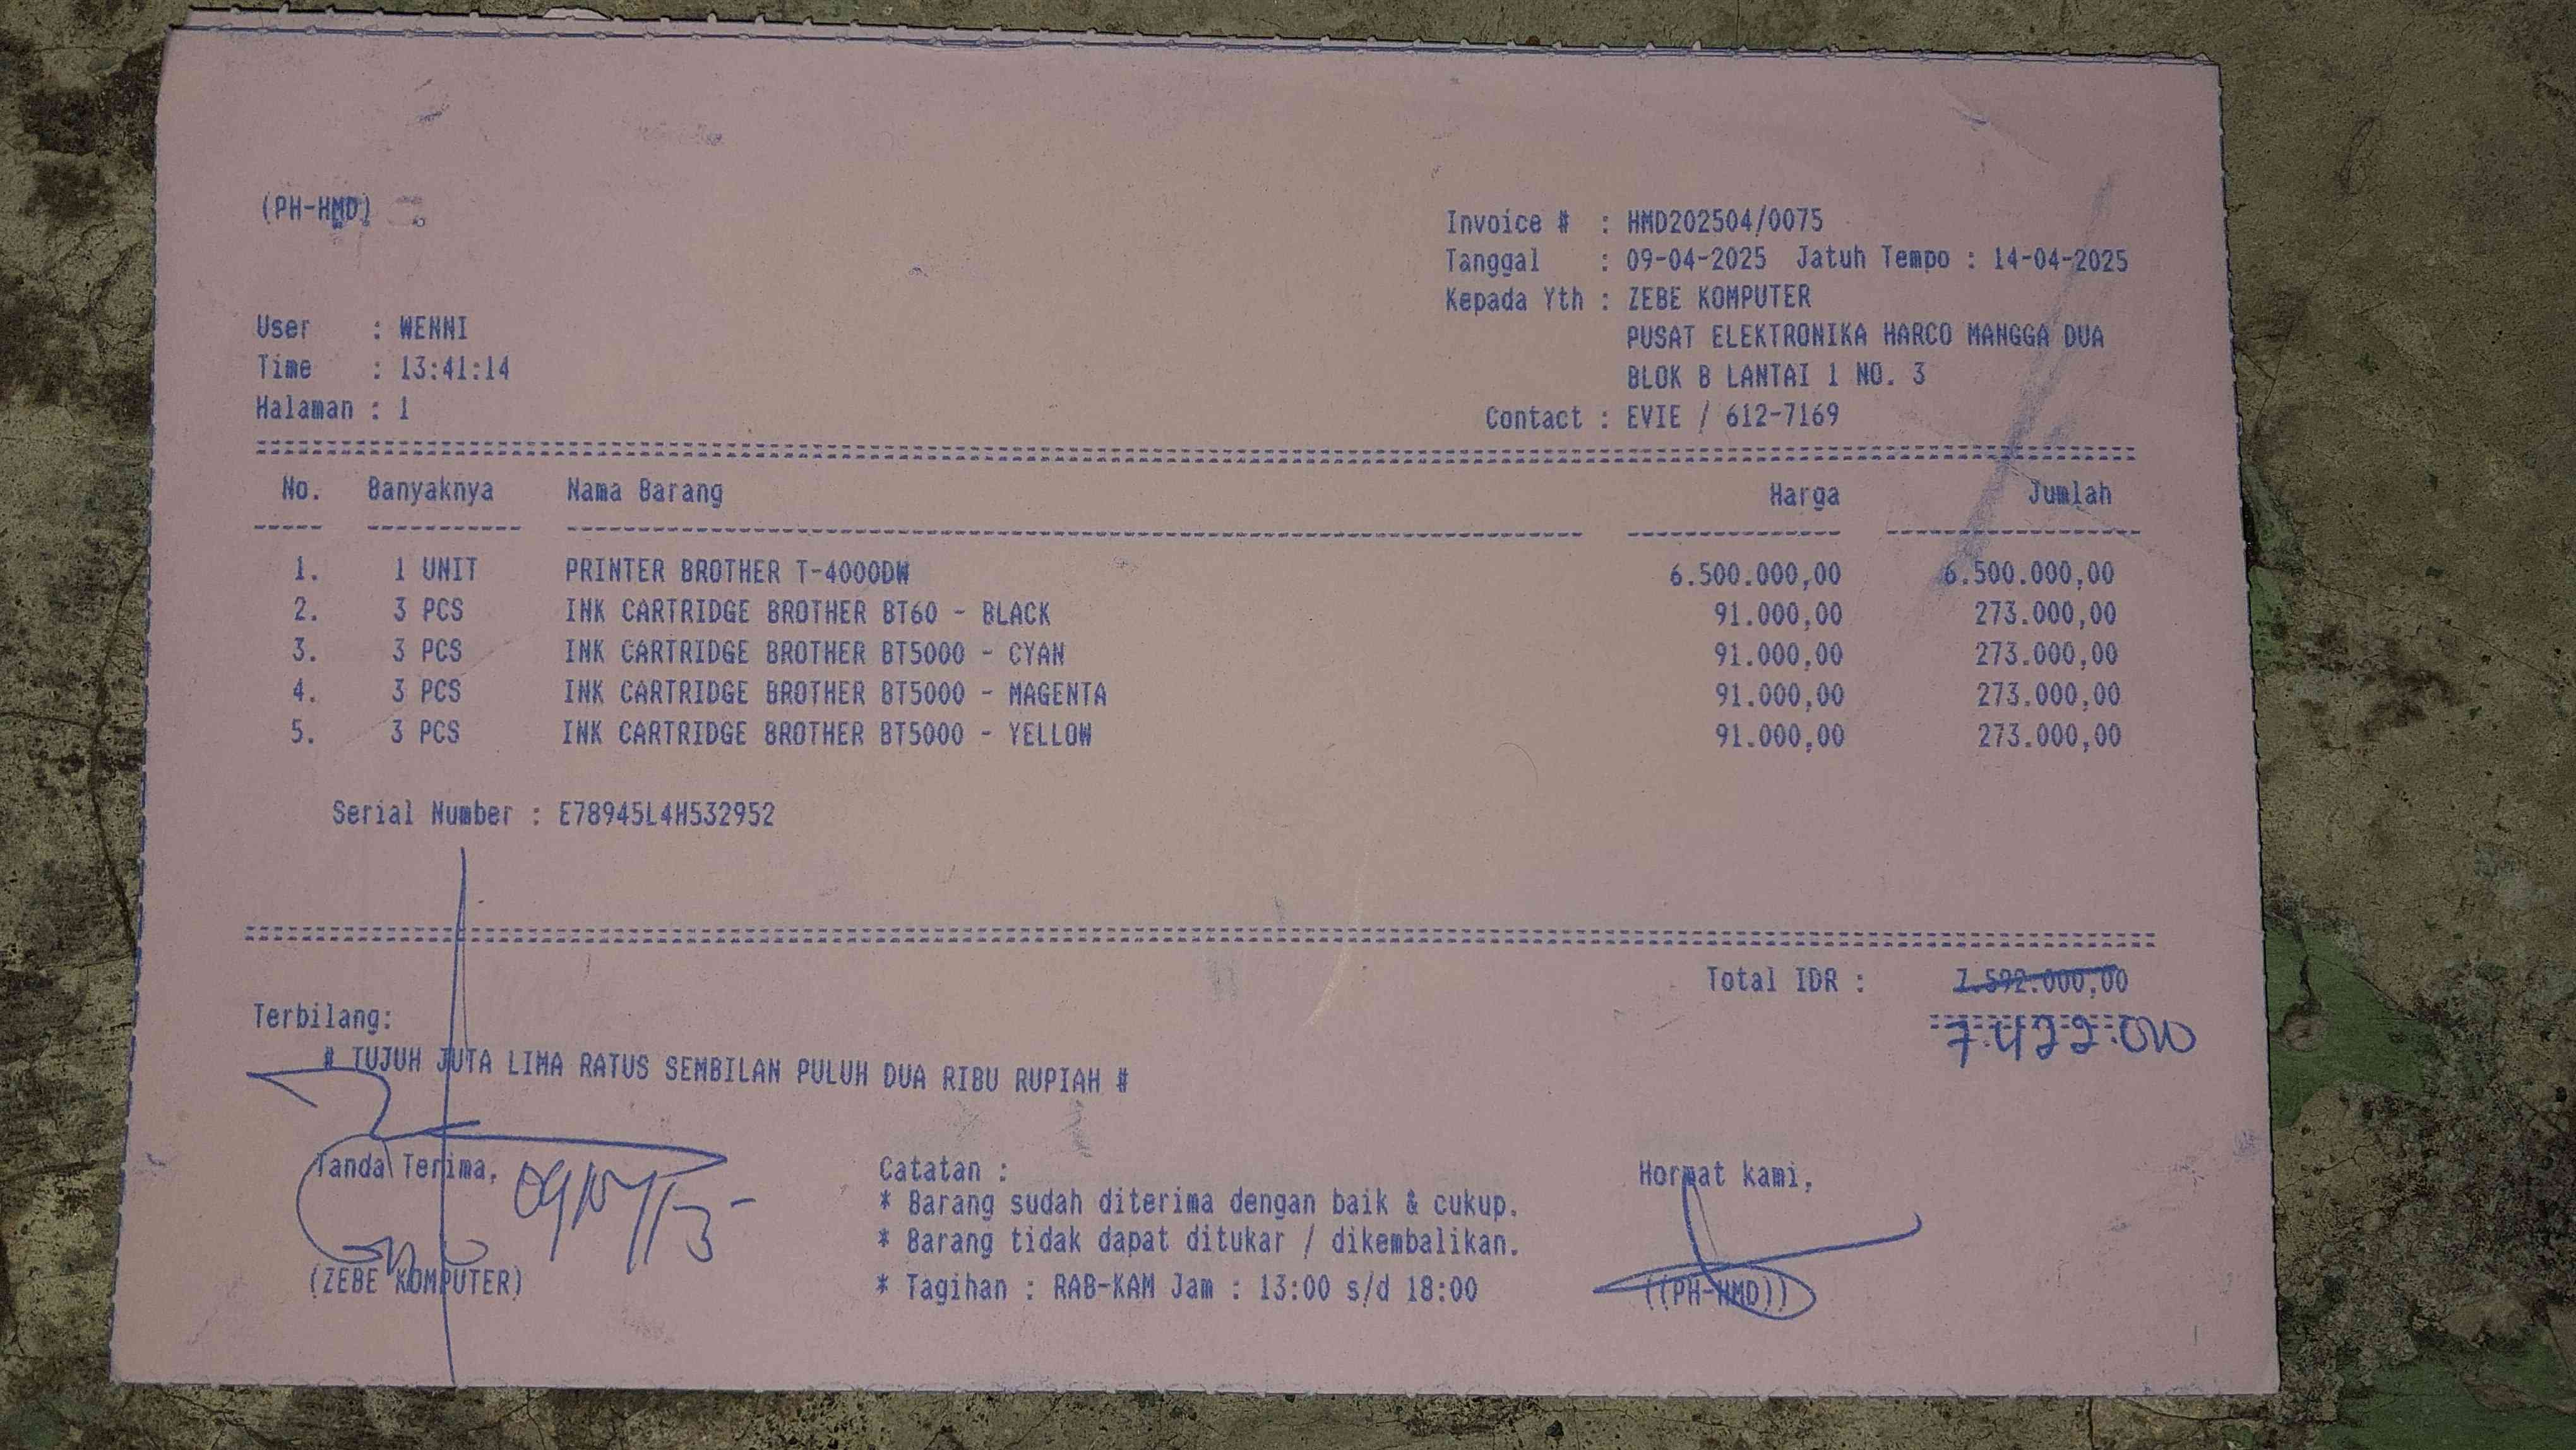 (PH-HMD)
Invoice # : HMD202504/0075
Tanggal : 09-04-2025 Jatuh Tempo : 14-04-2025
Kepada Yth : ZEBE KOMPUTER
PUSAT ELEKTRONIKA HARCO MANGGA DUA
BLOK B LANTAI 1 NO. 3
Contact : EVIE / 612-7169
User : WENNI
Time : 13:41:14
Halaman : 1
No. Banyaknya Nama Barang Harga Jumlah
1. 1 UNIT PRINTER BROTHER T-4000DW 6.500.000,00 6.500.000,00
2. 3 PCS INK CARTRIDGE BROTHER BT60 - BLACK 91.000,00 273.000,00
3. 3 PCS INK CARTRIDGE BROTHER BT5000 - CYAN 91.000,00 273.000,00
4. 3 PCS INK CARTRIDGE BROTHER BT5000 - MAGENTA 91.000,00 273.000,00
5. 3 PCS INK CARTRIDGE BROTHER BT5000 - YELLOW 91.000,00 273.000,00
Serial Number : E78945L4H532952
Total IDR : 7.592.000,00
7.422.000
Terbilang:
# TUJUH JUTA LIMA RATUS SEMBILAN PULUH DUA RIBU RUPIAH #
Tanda Terima,
(ZEBE KOMPUTER)
Catatan :
* Barang sudah diterima dengan baik & cukup.
* Barang tidak dapat ditukar / dikembalikan.
* Tagihan : RAB-KAM Jam : 13:00 s/d 18:00
Hormat kami,
((PH-HMD))